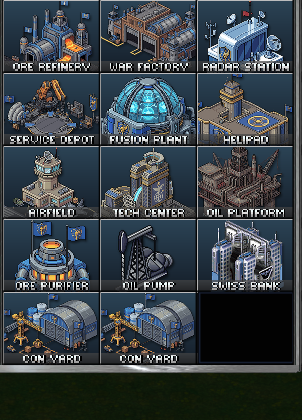 ORE REFINERY WAR FACTORY RADAR STATION
SERVICE DEPOT FUSION PLANT HELIPAD
AIRFIELD TECH CENTER OIL PLATFORM
ORE PURIFIER OIL PUMP SWISS BANK
CON YARD CON YARD